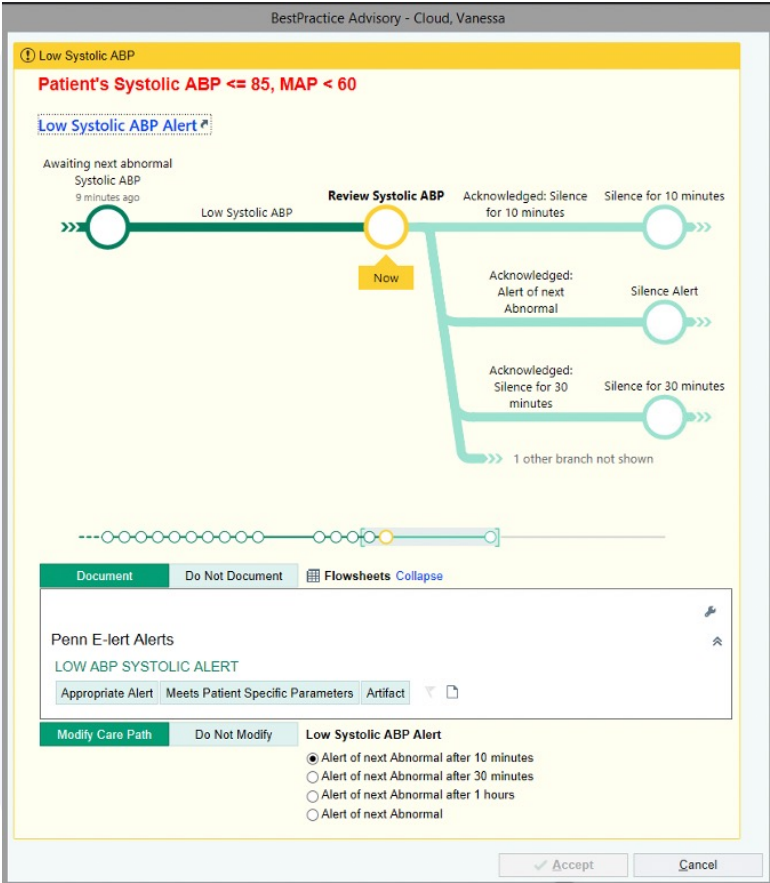 BestPractice Advisory - Cloud, Vanessa
Low Systolic ABP
Patient's Systolic ABP <= 85, MAP < 60
Low Systolic ABP Alert
Awaiting next abnormal
Systolic ABP
9 minutes ago
Low Systolic ABP
Review Systolic ABP
Now
Acknowledged: Silence
for 10 minutes
Silence for 10 minutes
Acknowledged:
Alert of next
Abnormal
Silence Alert
Acknowledged:
Silence for 30
minutes
Silence for 30 minutes
1 other branch not shown
Document Do Not Document Flowsheets Collapse
Penn E-lert Alerts
LOW ABP SYSTOLIC ALERT
Appropriate Alert Meets Patient Specific Parameters Artifact
Modify Care Path Do Not Modify Low Systolic ABP Alert
Alert of next Abnormal after 10 minutes
Alert of next Abnormal after 30 minutes
Alert of next Abnormal after 1 hours
Alert of next Abnormal
Accept Cancel